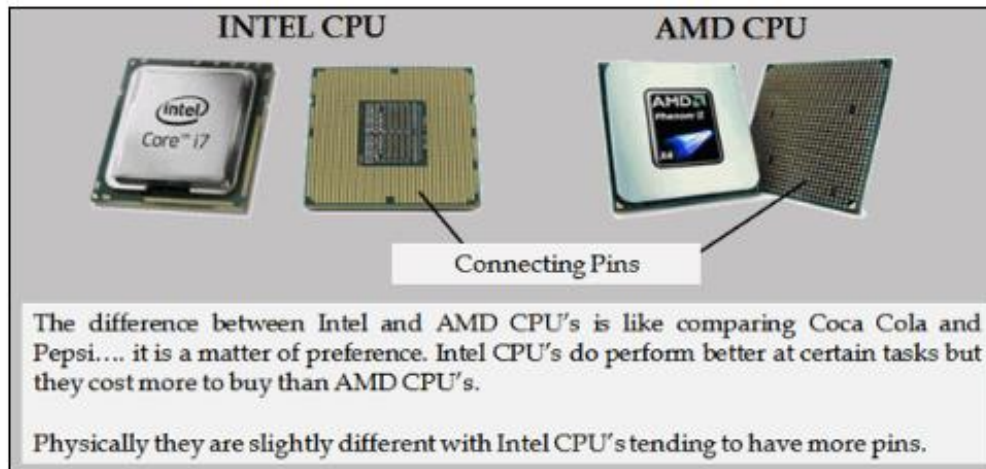 INTEL CPU
AMD CPU
intel
Core™ i7
AMD
Phenom II
X4
Connecting Pins
The difference between Intel and AMD CPU's is like comparing Coca Cola and
Pepsi.... it is a matter of preference. Intel CPU's do perform better at certain tasks but
they cost more to buy than AMD CPU's.
Physically they are slightly different with Intel CPU's tending to have more pins.